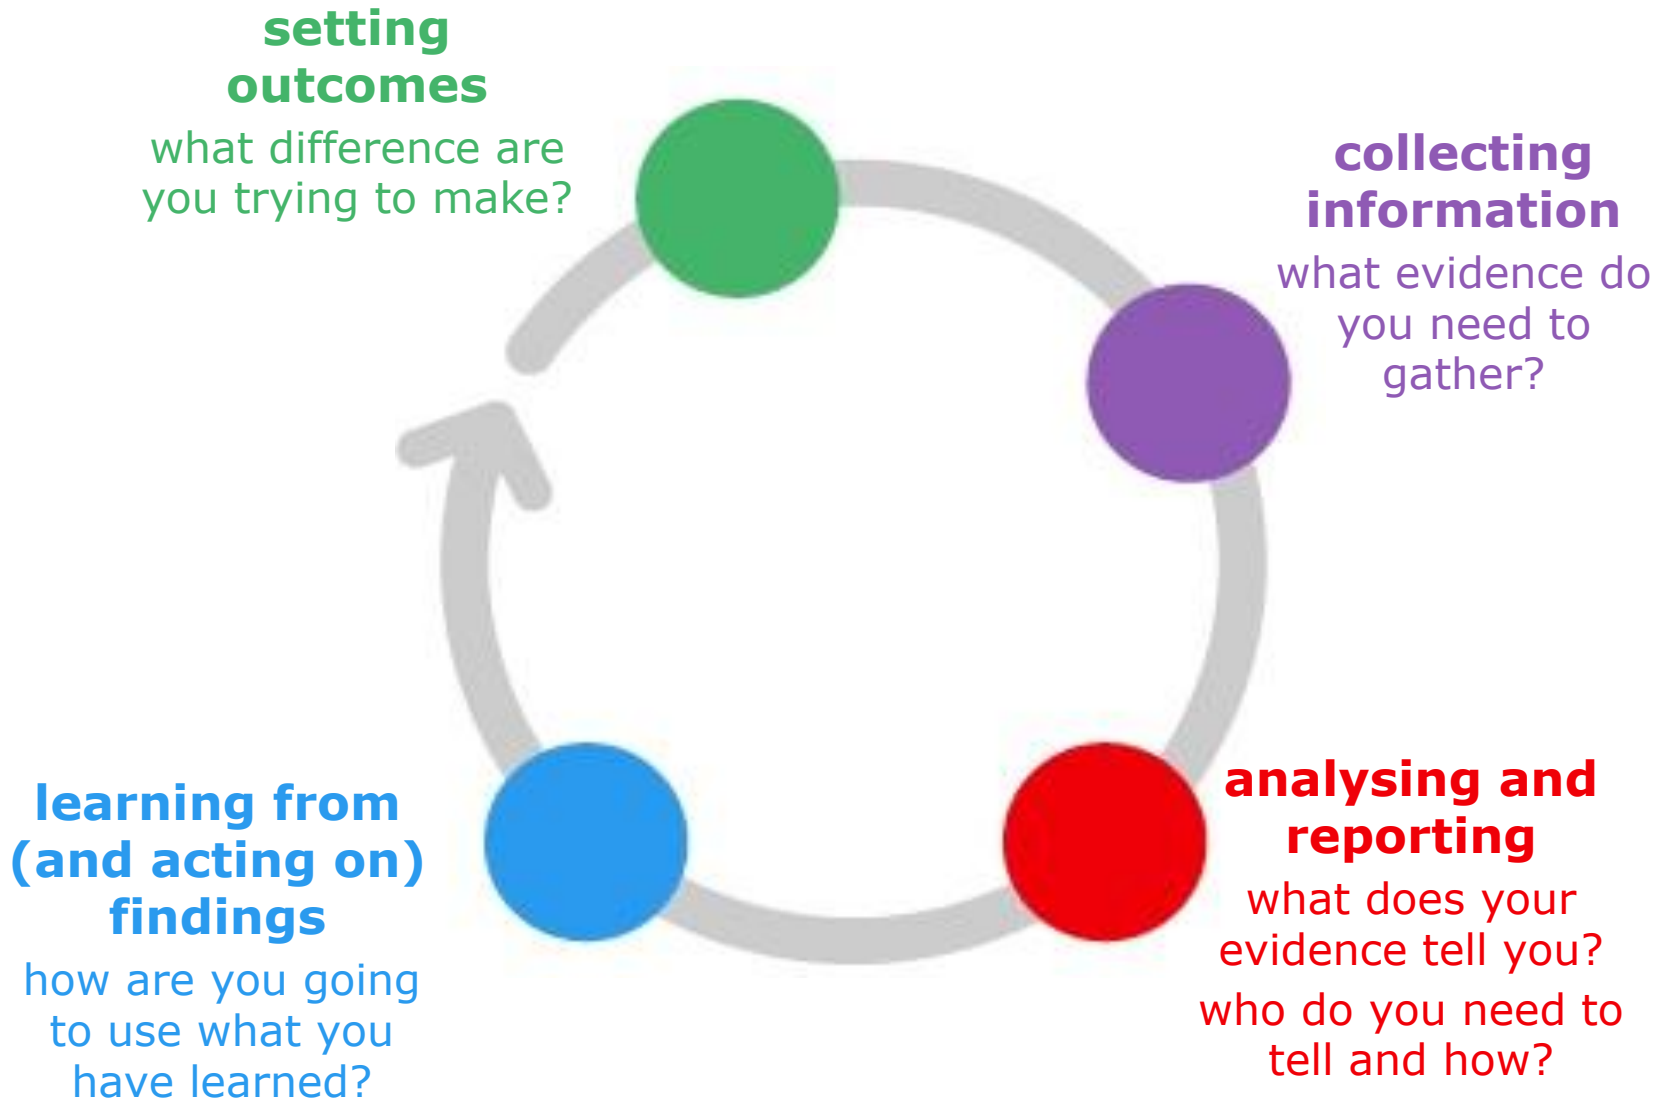 setting
outcomes
what difference are
you trying to make?
collecting
information
what evidence do
you need to
gather?
analysing and
reporting
what does your
evidence tell you?
who do you need to
tell and how?
learning from
(and acting on)
findings
how are you going
to use what you
have learned?